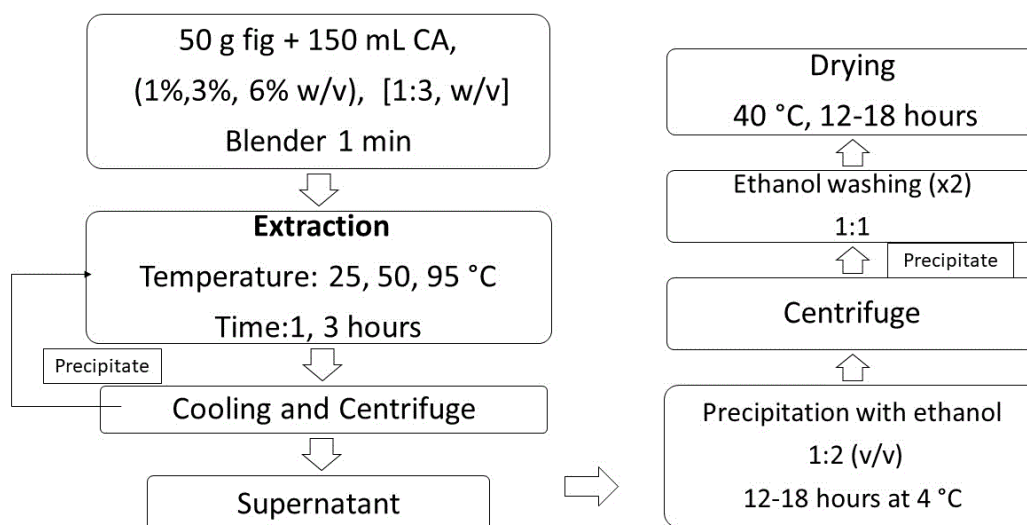 50 g fig + 150 mL CA,
(1%,3%, 6% w/v), [1:3, w/v]
Blender 1 min
Extraction
Temperature: 25, 50, 95 °C
Time:1, 3 hours
Precipitate
Cooling and Centrifuge
Supernatant
Precipitation with ethanol
1:2 (v/v)
12-18 hours at 4 °C
Centrifuge
Precipitate
Ethanol washing (x2)
1:1
Drying
40 °C, 12-18 hours